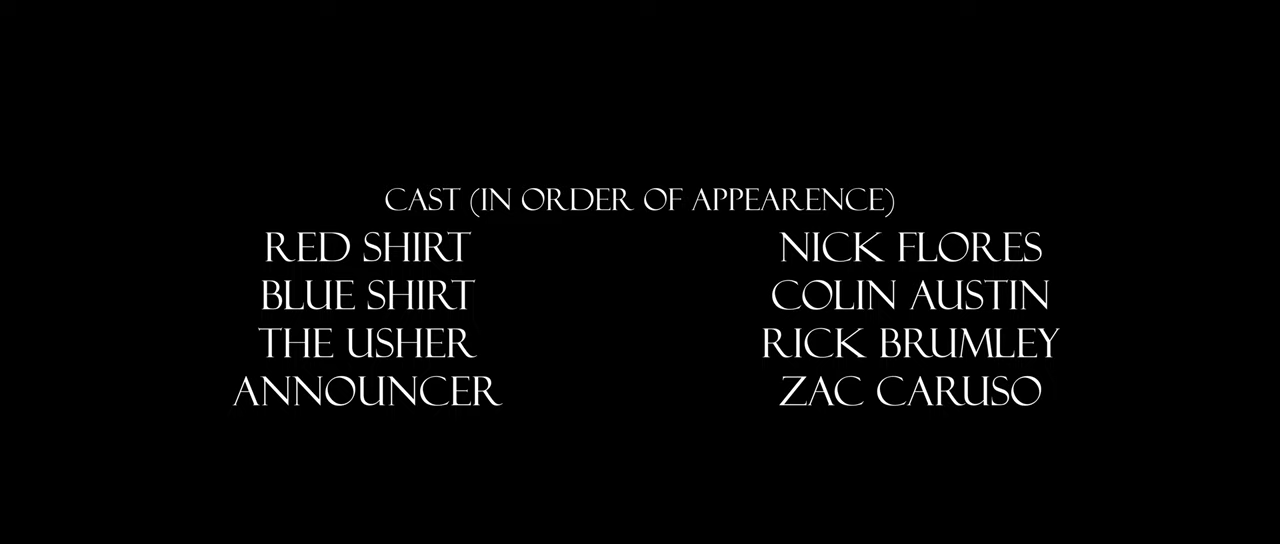 CAST (IN ORDER OF APPEARENCE)
RED SHIRT NICK FLORES
BLUE SHIRT COLIN AUSTIN
THE USHER RICK BRUMLEY
ANNOUNCER ZAC CARUSO